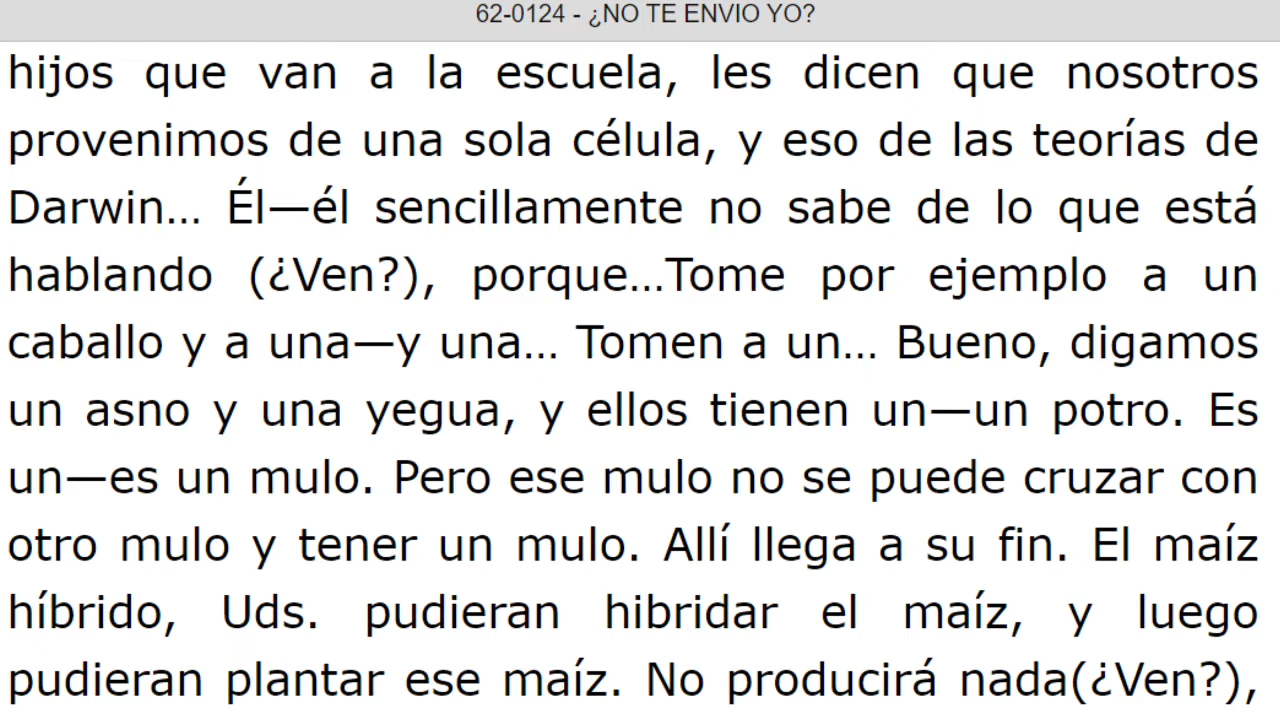 62-0124 - ¿NO TE ENVIO YO?
hijos que van a la escuela, les dicen que nosotros
provenimos de una sola célula, y eso de las teorías de
Darwin... Él—él sencillamente no sabe de lo que está
hablando (¿Ven?), porque...Tome por ejemplo a un
caballo y a una—y una... Tomen a un... Bueno, digamos
un asno y una yegua, y ellos tienen un—un potro. Es
un—es un mulo. Pero ese mulo no se puede cruzar con
otro mulo y tener un mulo. Allí llega a su fin. El maíz
híbrido, Uds. pudieran hibridar el maíz, y luego
pudieran plantar ese maíz. No producirá nada(¿Ven?),